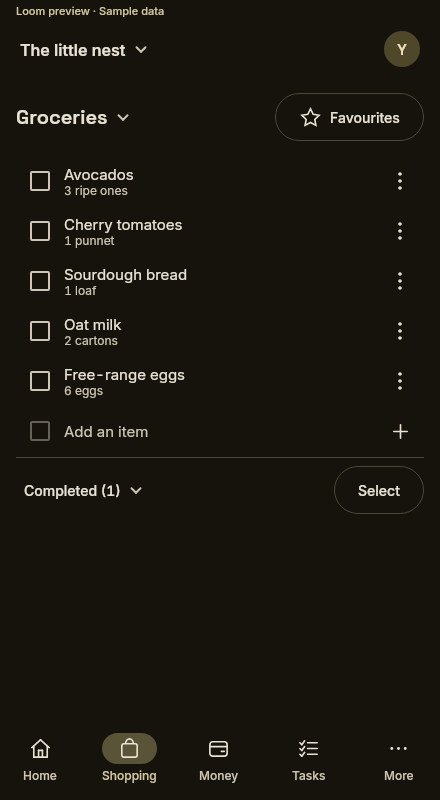 Loom preview · Sample data
The little nest
Y
Groceries
Favourites
Avocados
3 ripe ones
Cherry tomatoes
1 punnet
Sourdough bread
1 loaf
Oat milk
2 cartons
Free-range eggs
6 eggs
Add an item
Completed (1)
Select
Home
Shopping
Money
Tasks
More